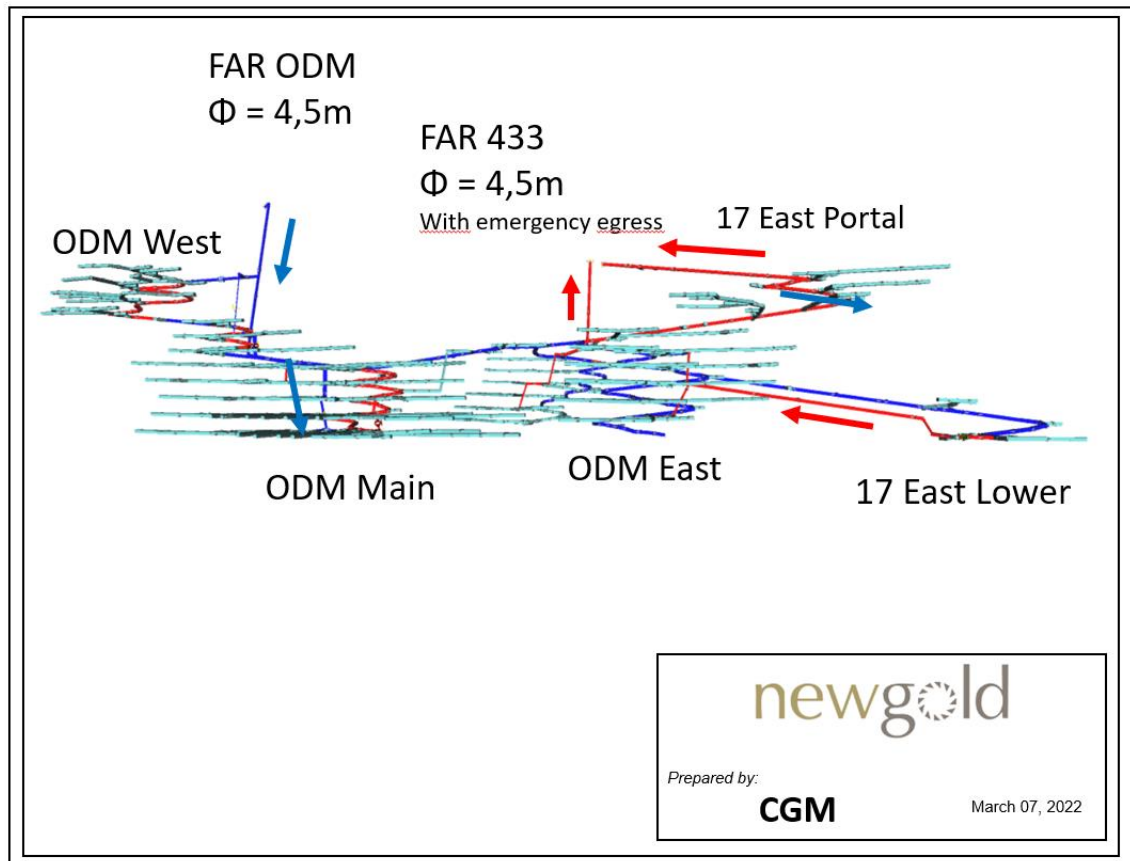 FAR ODM
Φ = 4,5m
FAR 433
Φ = 4,5m
With emergency egress
17 East Portal
ODM West
ODM Main
ODM East
17 East Lower
newgold
Prepared by:
CGM
March 07, 2022